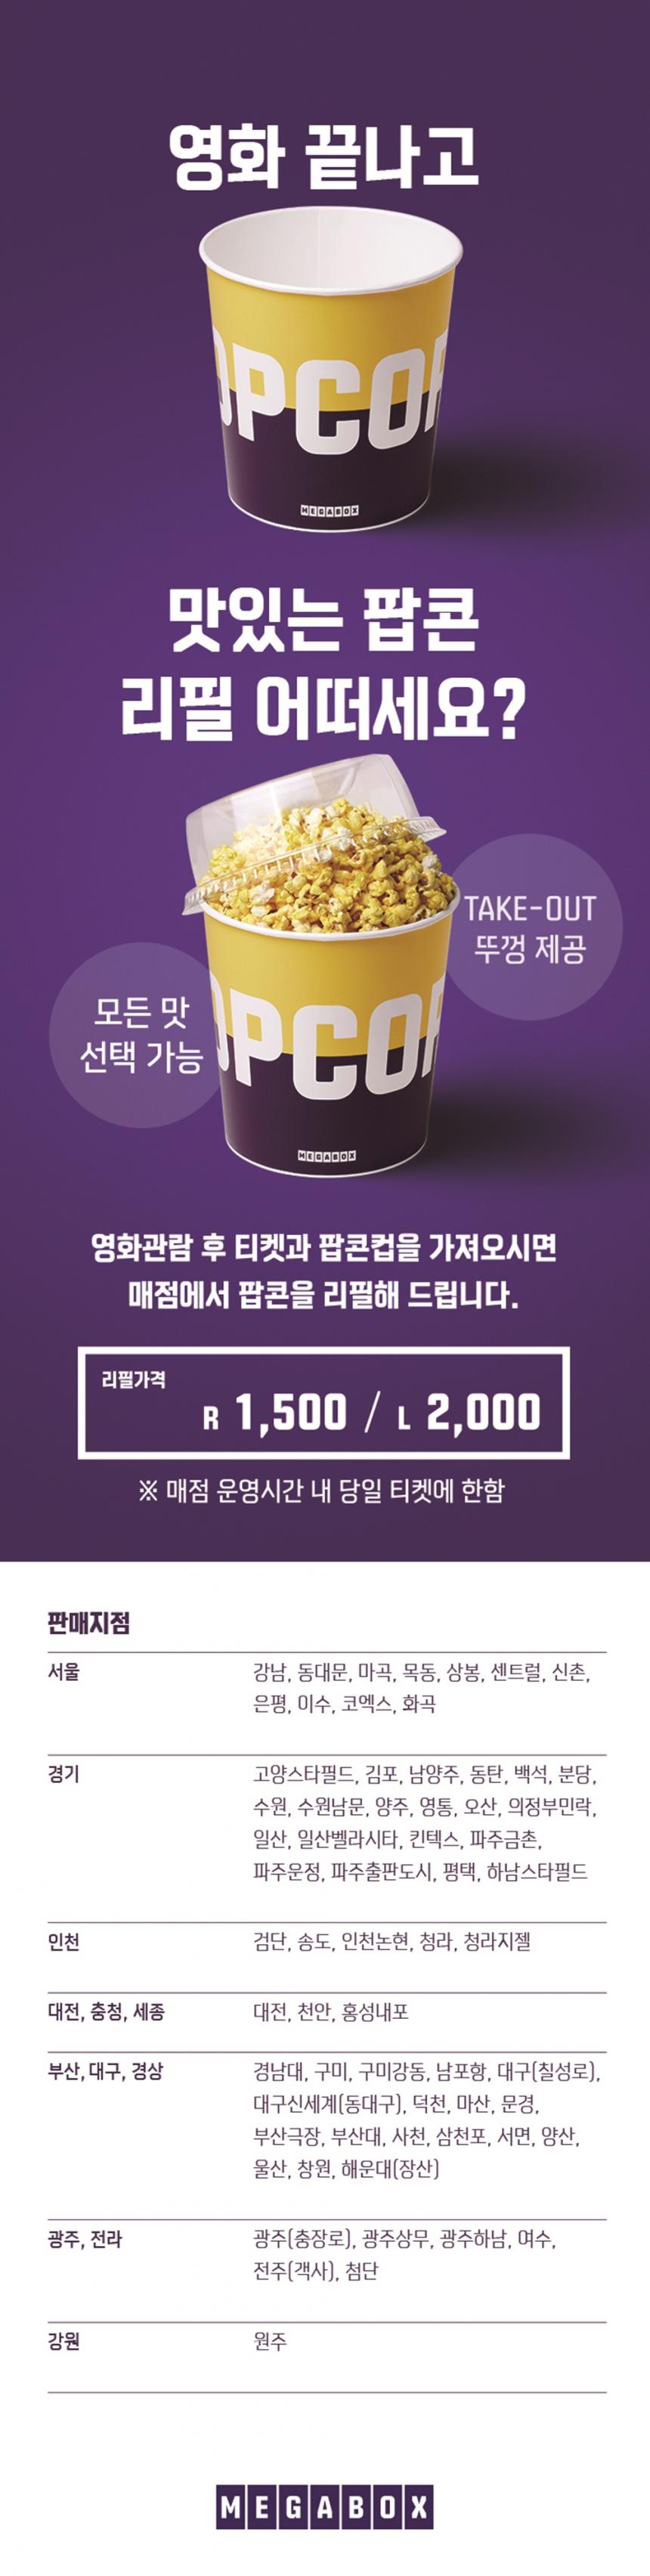 영화 끝나고
OPCOR
MEGABOX
맛있는 팝콘
리필 어떠세요?
TAKE-OUT
뚜껑 제공
모든 맛
선택 가능
OPCOR
MEGABOX
영화관람 후 티켓과 팝콘컵을 가져오시면
매점에서 팝콘을 리필해 드립니다.
리필가격
R 1,500 / L 2,000
※ 매점 운영시간 내 당일 티켓에 한함
판매지점
서울
강남, 동대문, 마곡, 목동, 상봉, 센트럴, 신촌,
은평, 이수, 코엑스, 화곡
경기
고양스타필드, 김포, 남양주, 동탄, 백석, 분당,
수원, 수원남문, 양주, 영통, 오산, 의정부민락,
일산, 일산벨라시타, 킨텍스, 파주금촌,
파주운정, 파주출판도시, 평택, 하남스타필드
인천
검단, 송도, 인천논현, 청라, 청라지젤
대전, 충청, 세종
대전, 천안, 홍성내포
부산, 대구, 경상
경남대, 구미, 구미강동, 남포항, 대구(칠성로),
대구신세계(동대구), 덕천, 마산, 문경,
부산극장, 부산대, 사천, 삼천포, 서면, 양산,
울산, 창원, 해운대(장산)
광주, 전라
광주(충장로), 광주상무, 광주하남, 여수,
전주(객사), 첨단
강원
원주
MEGABOX